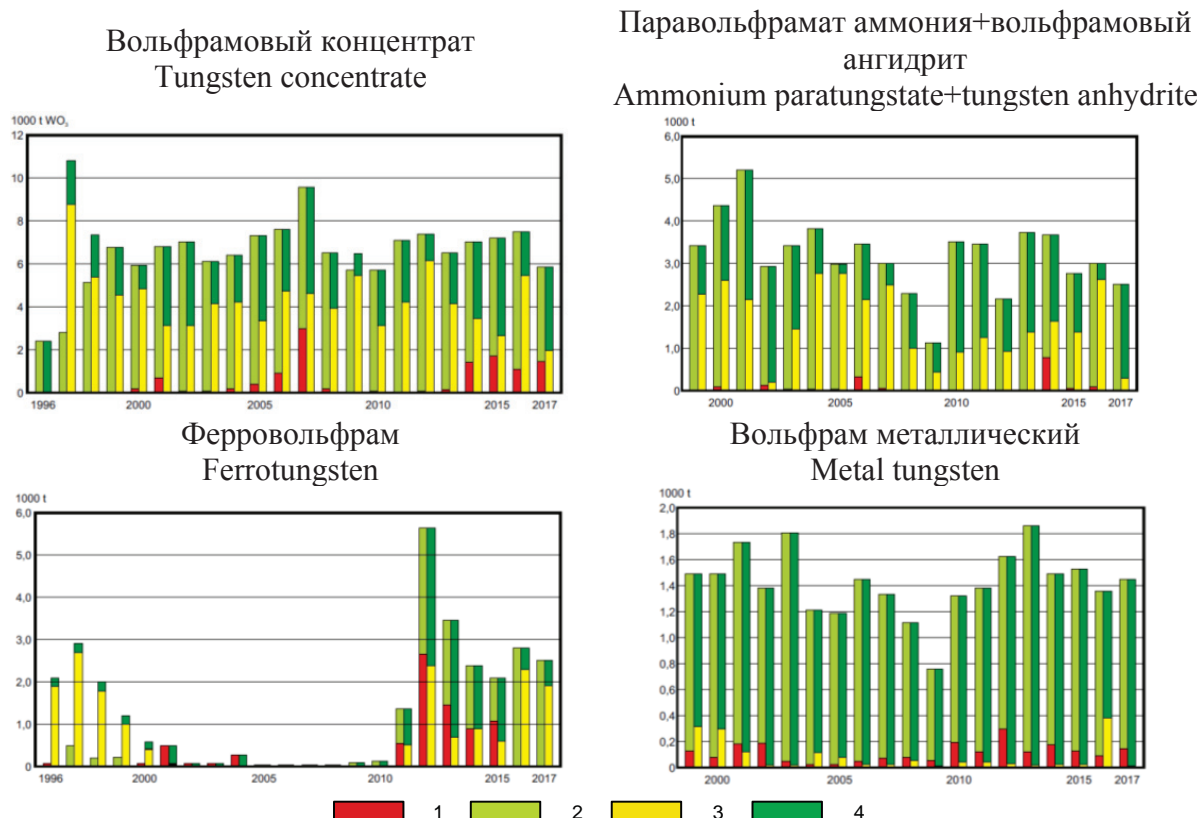 Вольфрамовый концентрат
Tungsten concentrate
Паравольфрамат аммония+вольфрамовый
ангидрит
Ammonium paratungstate+tungsten anhydrite
1000 t WO₃
12
10
8
6
4
2
0
1996 2000 2005 2010 2015 2017
1000 t
6,0
5,0
4,0
3,0
2,0
1,0
0
2000 2005 2010 2015 2017
Ферровольфрам
Ferrotungsten
Вольфрам металлический
Metal tungsten
1000 t
6,0
5,0
4,0
3,0
2,0
1,0
0
1996 2000 2005 2010 2015 2017
1000 t
2,0
1,8
1,6
1,4
1,2
1,0
0,8
0,6
0,4
0,2
0
2000 2005 2010 2015 2017
1 2 3 4